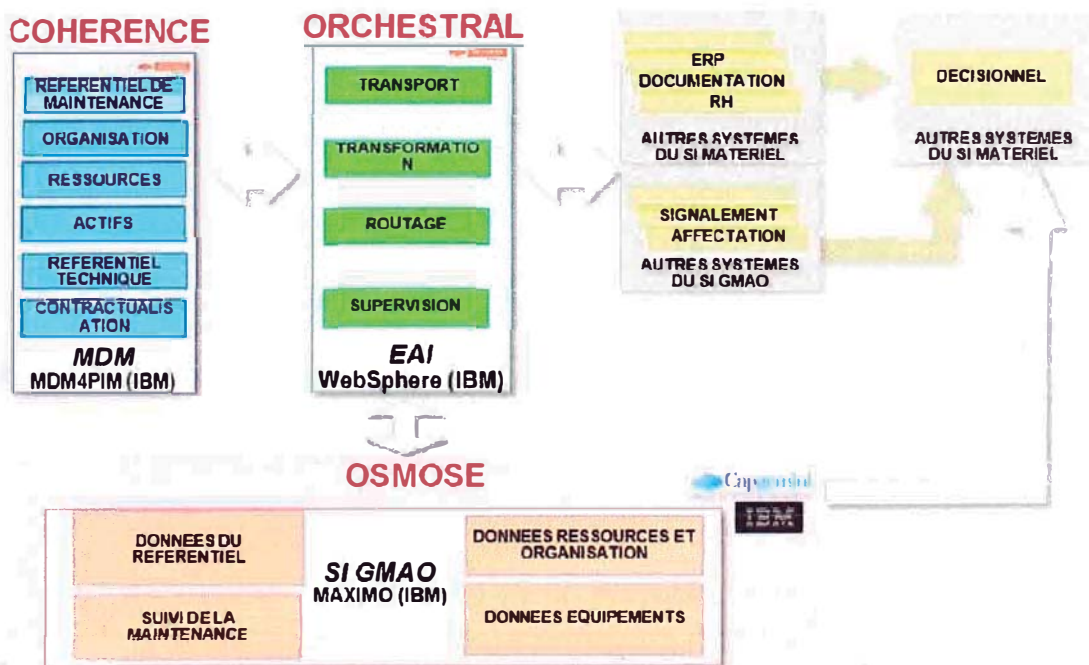 COHERENCE
REFERENTIEL DE
MAINTENANCE
ORGANISATION
RESSOURCES
ACTIFS
REFERENTIEL
TECHNIQUE
CONTRACTUALIS
ATION
MDM
MDM4PIM (IBM)
ORCHESTRAL
TRANSPORT
TRANSFORMATIO
N
ROUTAGE
SUPERVISION
EAI
WebSphere (IBM)
ERP
DOCUMENTATION
RH
AUTRES SYSTEMES
DU SI MATERIEL
SIGNALEMENT
AFFECTATION
AUTRES SYSTEMES
DU SI GMAO
DECISIONNEL
AUTRES SYSTEMES
DU SI MATERIEL
OSMOSE
Capgemini
IBM
DONNEES DU
REFERENTIEL
SUIVI DE LA
MAINTENANCE
SI GMAO
MAXIMO (IBM)
DONNEES RESSOURCES ET
ORGANISATION
DONNEES EQUIPEMENTS